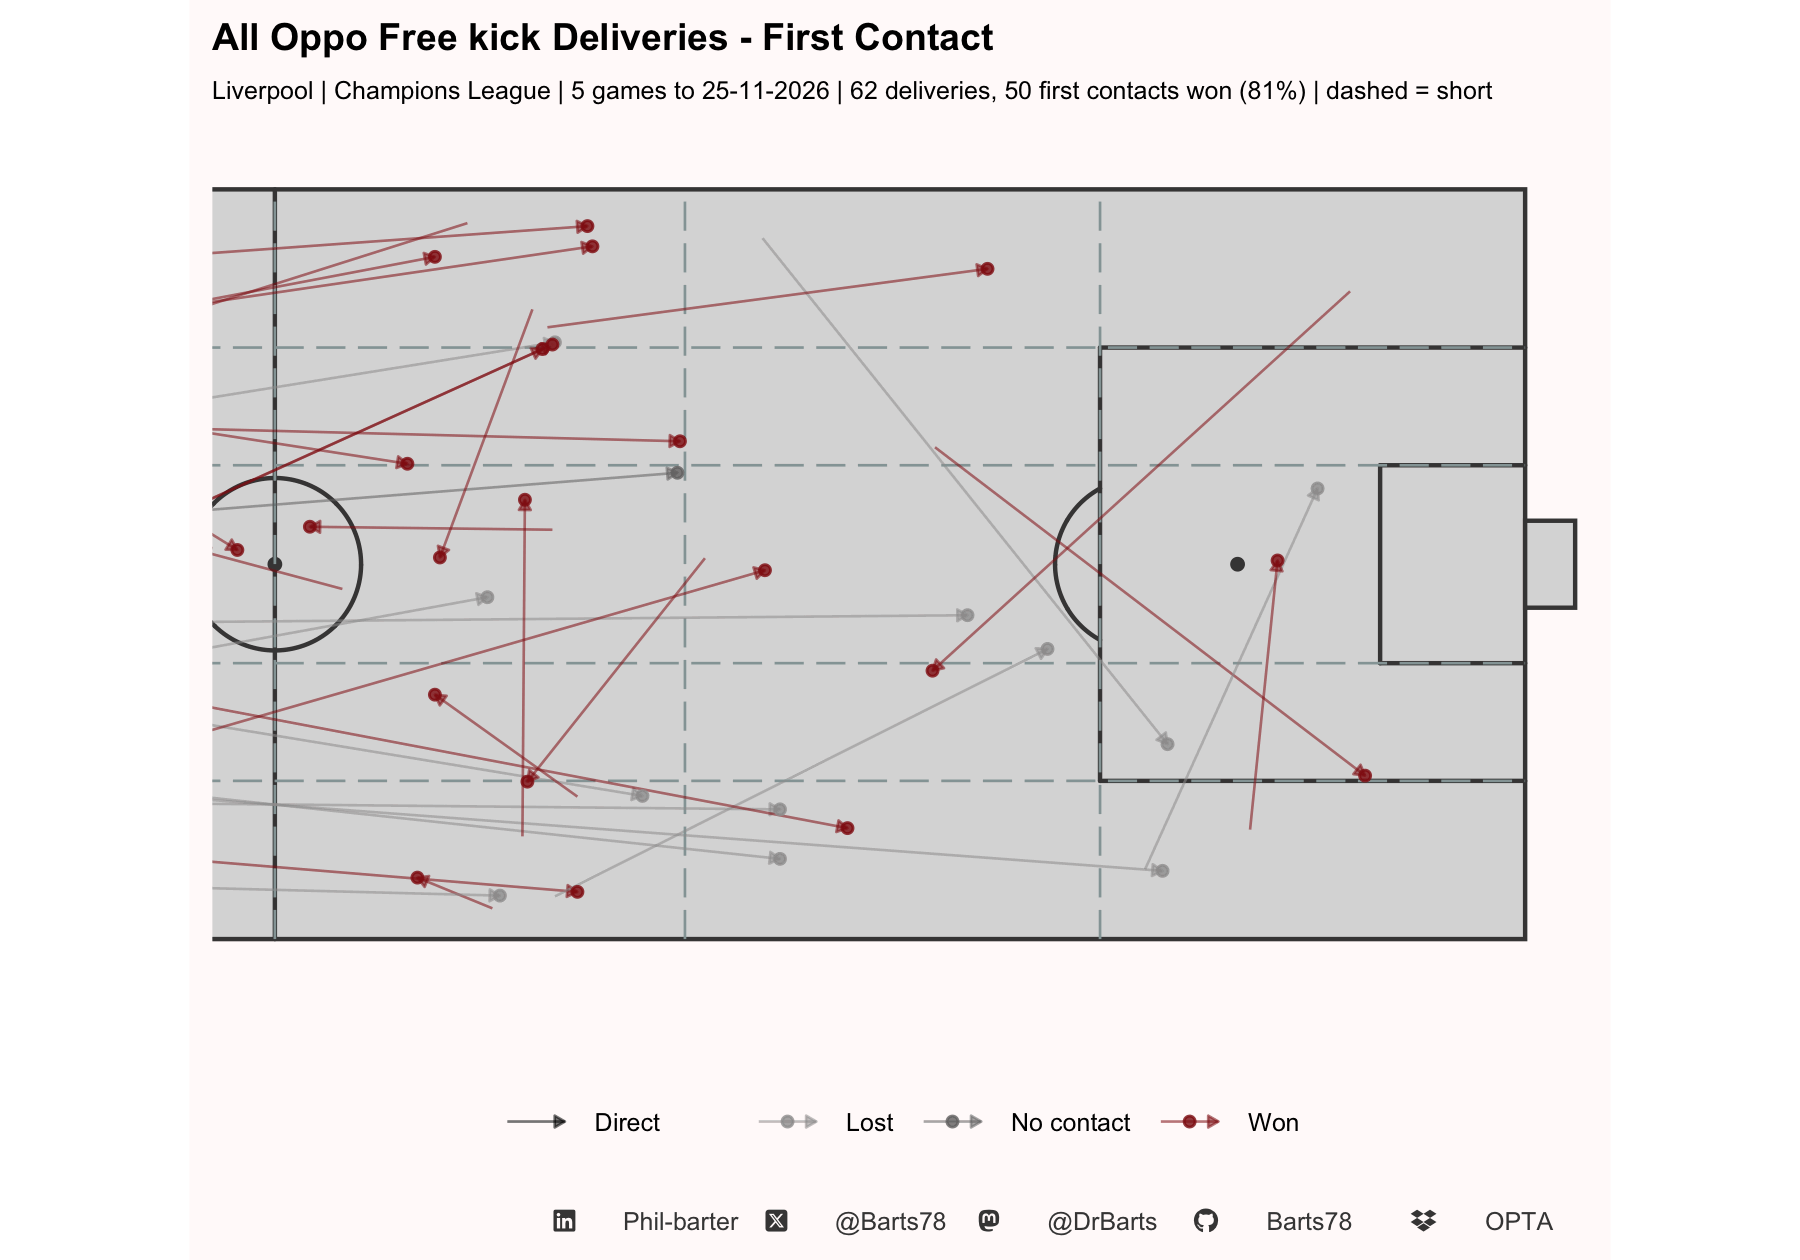 All Oppo Free kick Deliveries - First Contact
Liverpool | Champions League | 5 games to 25-11-2026 | 62 deliveries, 50 first contacts won (81%) | dashed = short
Direct Lost No contact Won
Phil-barter @Barts78 @DrBarts Barts78 OPTA